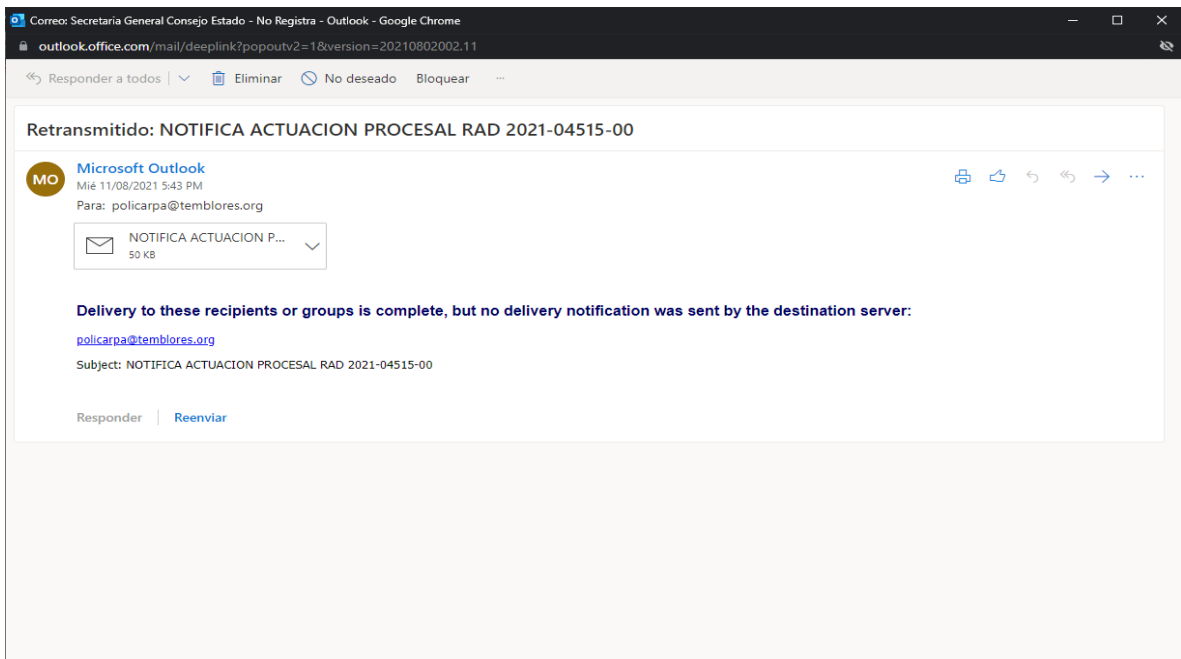 Correo: Secretaria General Consejo Estado - No Registra - Outlook - Google Chrome
outlook.office.com/mail/deeplink?popoutv2=1&version=20210802002.11
Responder a todos | Eliminar No deseado Bloquear ...
Retransmitido: NOTIFICA ACTUACION PROCESAL RAD 2021-04515-00
MO
Microsoft Outlook
Mié 11/08/2021 5:43 PM
Para: policarpa@temblores.org
NOTIFICA ACTUACION P...
50 KB
Delivery to these recipients or groups is complete, but no delivery notification was sent by the destination server:
policarpa@temblores.org
Subject: NOTIFICA ACTUACION PROCESAL RAD 2021-04515-00
Responder | Reenviar